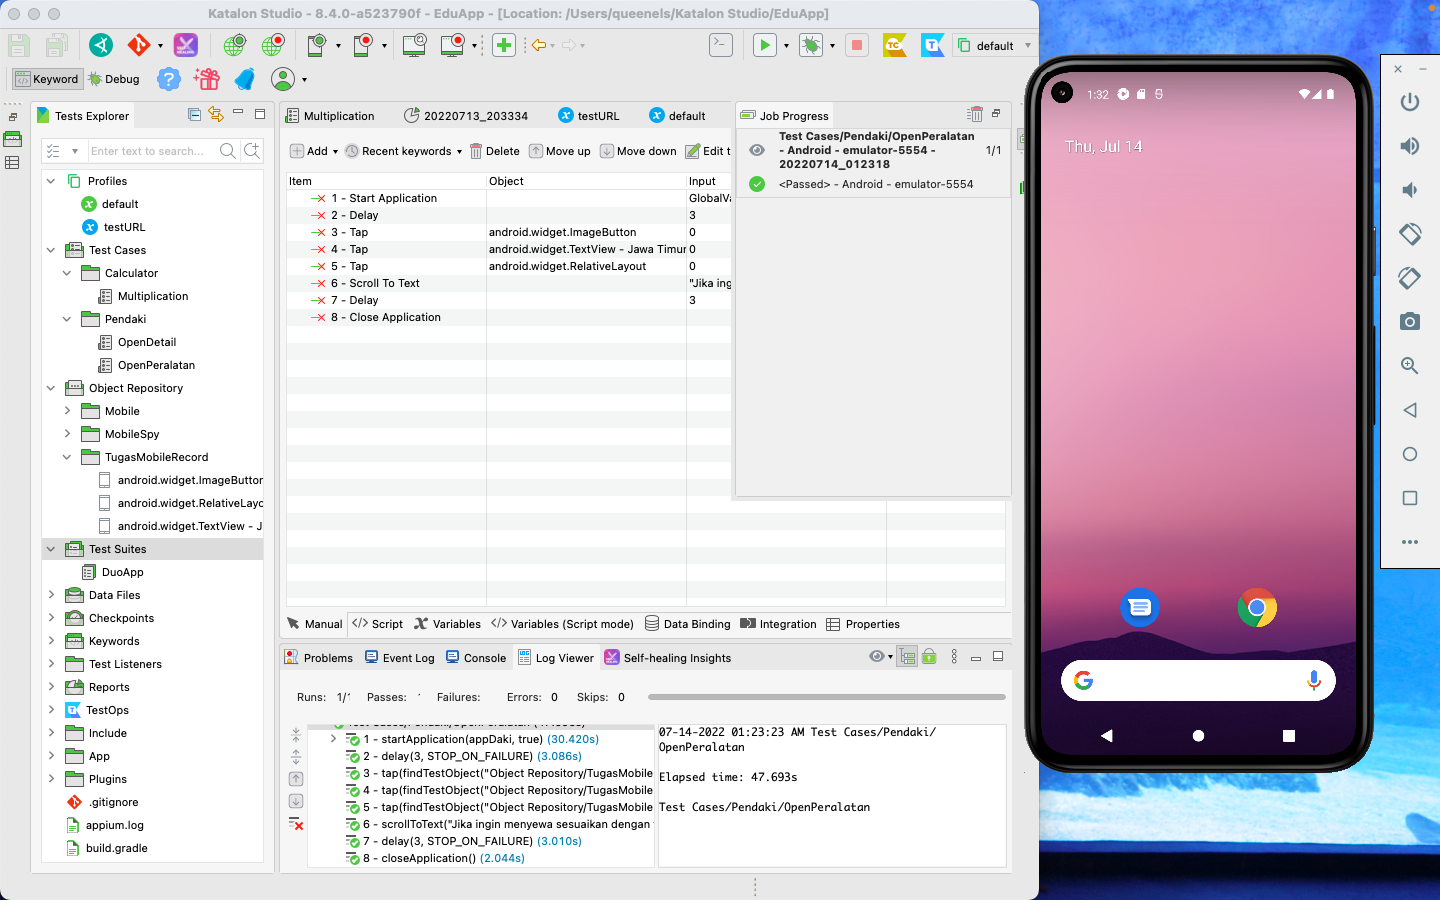 Katalon Studio - 8.4.0-a523790f - EduApp - [Location: /Users/queenels/Katalon Studio/EduApp]
default
Keyword
Debug
Tests Explorer
Enter text to search...
Profiles
default
testURL
Test Cases
Calculator
Multiplication
Pendaki
OpenDetail
OpenPeralatan
Object Repository
Mobile
MobileSpy
TugasMobileRecord
android.widget.ImageButton
android.widget.RelativeLayo
android.widget.TextView - J
Test Suites
DuoApp
Data Files
Checkpoints
Keywords
Test Listeners
Reports
TestOps
Include
App
Plugins
.gitignore
appium.log
build.gradle
Multiplication
20220713_203334
testURL
default
Add
Recent keywords
Delete
Move up
Move down
Edit t
Item Object Input
1 - Start Application GlobalVa
2 - Delay 3
3 - Tap android.widget.ImageButton 0
4 - Tap android.widget.TextView - Jawa Timur 0
5 - Tap android.widget.RelativeLayout 0
6 - Scroll To Text "Jika ing
7 - Delay 3
8 - Close Application
Job Progress
Test Cases/Pendaki/OpenPeralatan
- Android - emulator-5554 - 1/1
20220714_012318
<Passed> - Android - emulator-5554
Manual
Script
Variables
Variables (Script mode)
Data Binding
Integration
Properties
Problems
Event Log
Console
Log Viewer
Self-healing Insights
Runs: 1/ Passes: Failures: Errors: 0 Skips: 0
1 - startApplication(appDaki, true) (30.420s)
2 - delay(3, STOP_ON_FAILURE) (3.086s)
3 - tap(findTestObject("Object Repository/TugasMobile
4 - tap(findTestObject("Object Repository/TugasMobile
5 - tap(findTestObject("Object Repository/TugasMobile
6 - scrollToText("Jika ingin menyewa sesuaikan dengan
7 - delay(3, STOP_ON_FAILURE) (3.010s)
8 - closeApplication() (2.044s)
07-14-2022 01:23:23 AM Test Cases/Pendaki/
OpenPeralatan
Elapsed time: 47.693s
Test Cases/Pendaki/OpenPeralatan
1:32
Thu, Jul 14